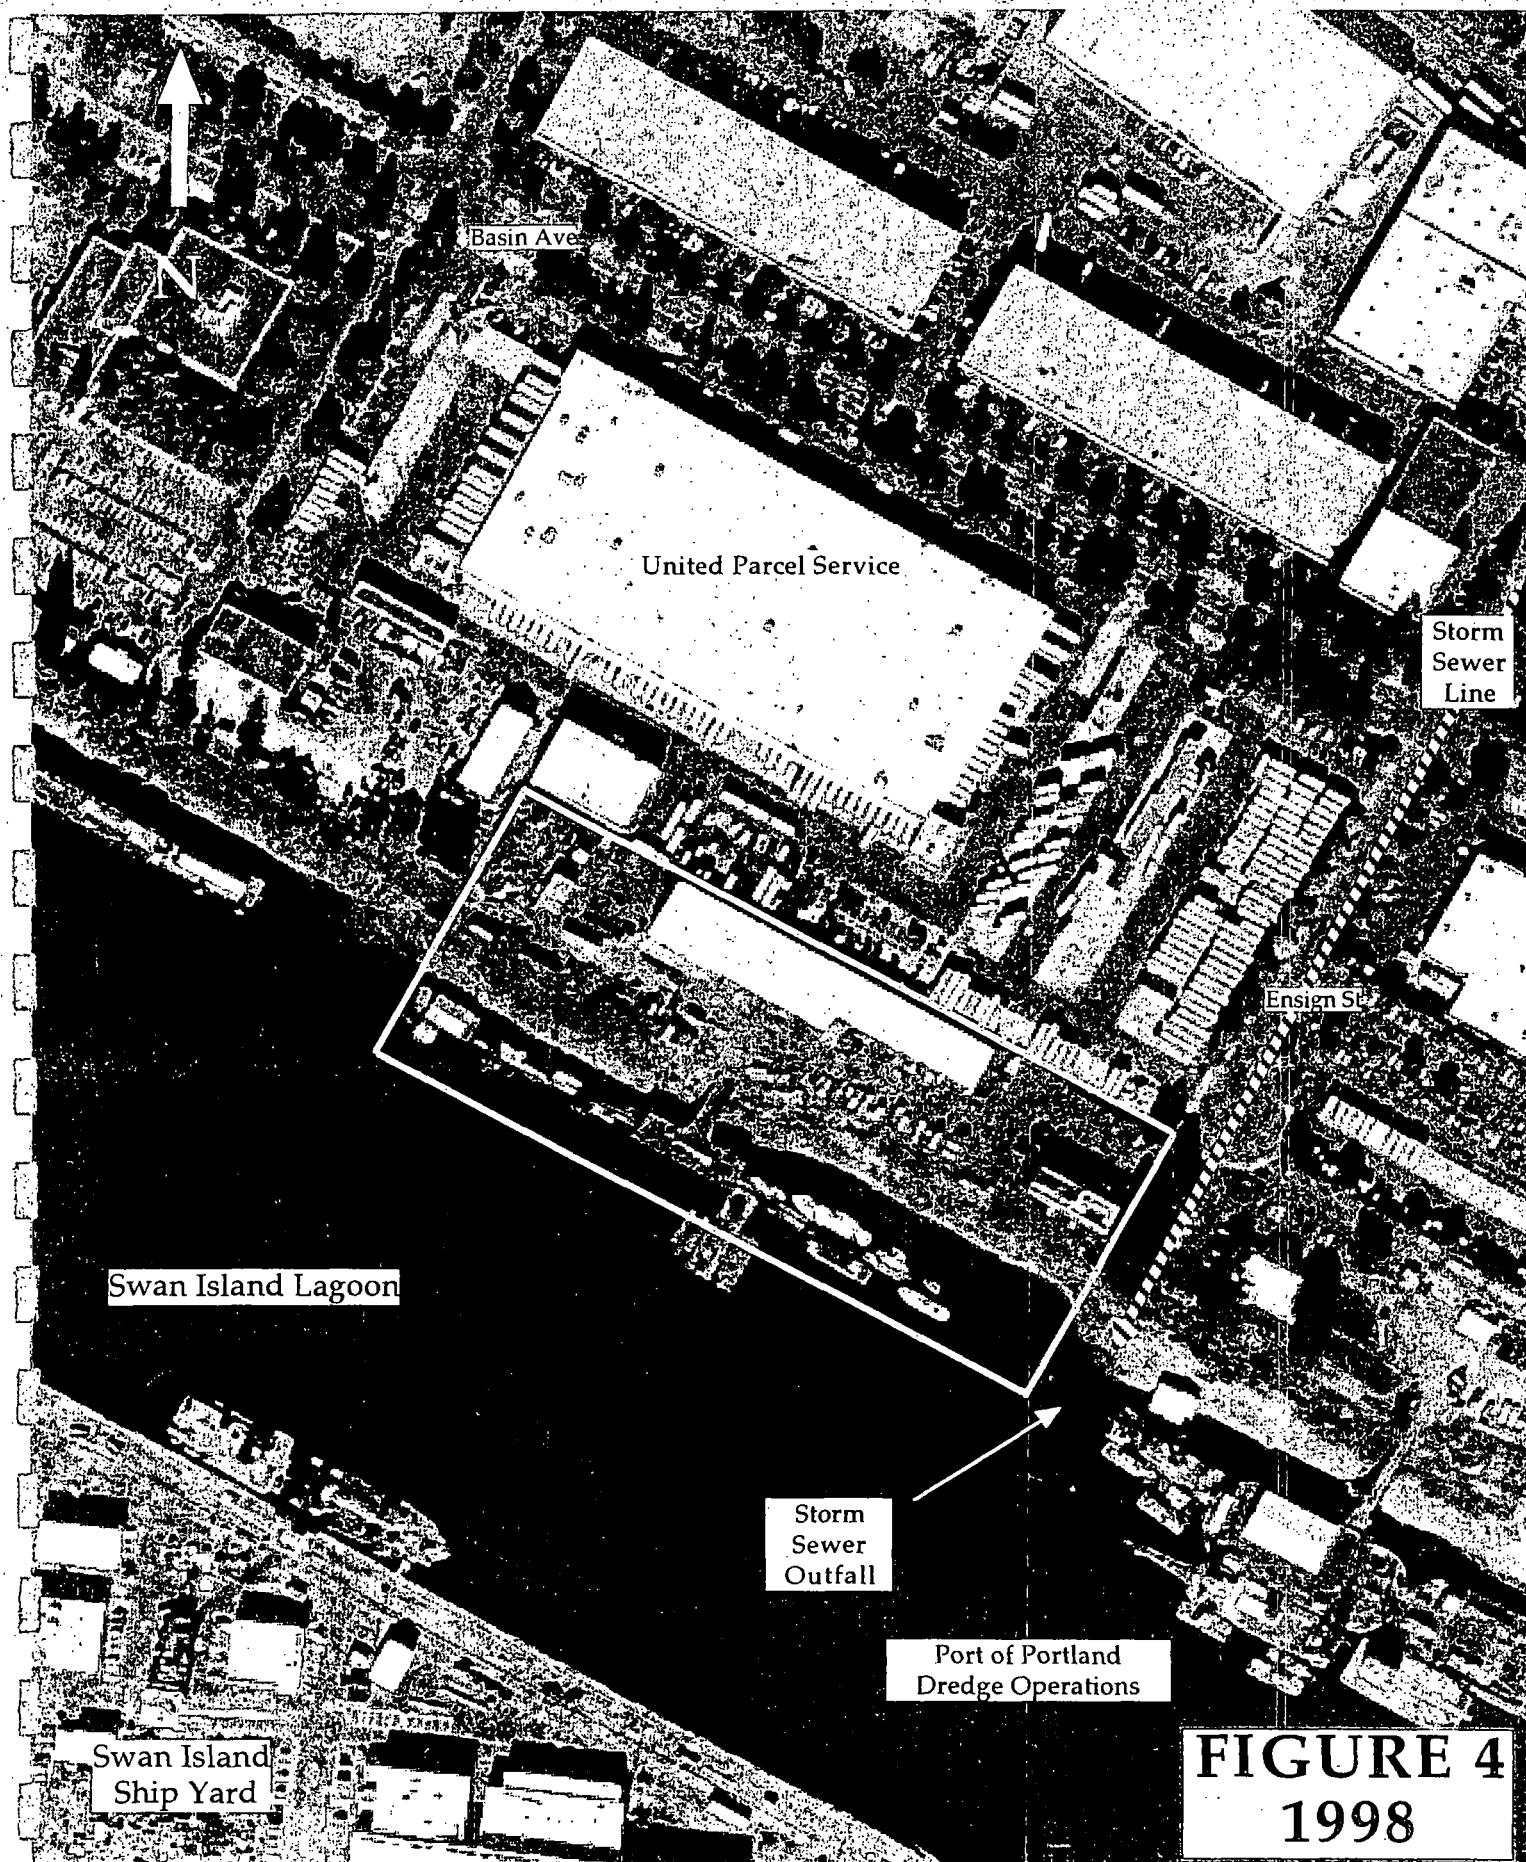 N
Basin Ave
United Parcel Service
Storm
Sewer
Line
Ensign St
Swan Island Lagoon
Storm
Sewer
Outfall
Port of Portland
Dredge Operations
Swan Island
Ship Yard
FIGURE 4
1998